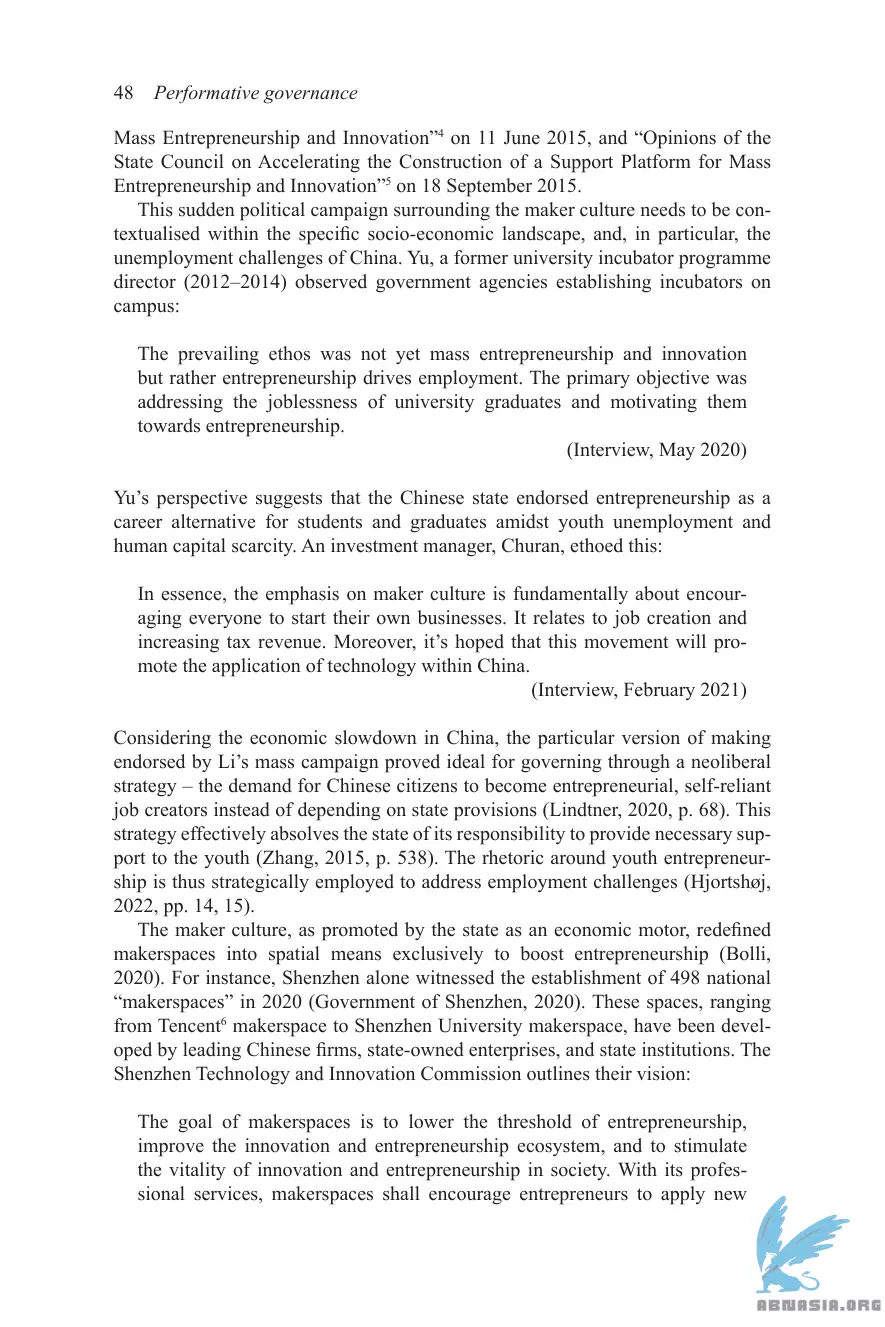 48 Performative governance
Mass Entrepreneurship and Innovation”4 on 11 June 2015, and “Opinions of the
State Council on Accelerating the Construction of a Support Platform for Mass
Entrepreneurship and Innovation”5 on 18 September 2015.
This sudden political campaign surrounding the maker culture needs to be con-
textualised within the specific socio-economic landscape, and, in particular, the
unemployment challenges of China. Yu, a former university incubator programme
director (2012–2014) observed government agencies establishing incubators on
campus:
The prevailing ethos was not yet mass entrepreneurship and innovation
but rather entrepreneurship drives employment. The primary objective was
addressing the joblessness of university graduates and motivating them
towards entrepreneurship.
(Interview, May 2020)
Yu’s perspective suggests that the Chinese state endorsed entrepreneurship as a
career alternative for students and graduates amidst youth unemployment and
human capital scarcity. An investment manager, Churan, ethoed this:
In essence, the emphasis on maker culture is fundamentally about encour-
aging everyone to start their own businesses. It relates to job creation and
increasing tax revenue. Moreover, it’s hoped that this movement will pro-
mote the application of technology within China.
(Interview, February 2021)
Considering the economic slowdown in China, the particular version of making
endorsed by Li’s mass campaign proved ideal for governing through a neoliberal
strategy – the demand for Chinese citizens to become entrepreneurial, self-reliant
job creators instead of depending on state provisions (Lindtner, 2020, p. 68). This
strategy effectively absolves the state of its responsibility to provide necessary sup-
port to the youth (Zhang, 2015, p. 538). The rhetoric around youth entrepreneur-
ship is thus strategically employed to address employment challenges (Hjortshøj,
2022, pp. 14, 15).
The maker culture, as promoted by the state as an economic motor, redefined
makerspaces into spatial means exclusively to boost entrepreneurship (Bolli,
2020). For instance, Shenzhen alone witnessed the establishment of 498 national
“makerspaces” in 2020 (Government of Shenzhen, 2020). These spaces, ranging
from Tencent6 makerspace to Shenzhen University makerspace, have been devel-
oped by leading Chinese firms, state-owned enterprises, and state institutions. The
Shenzhen Technology and Innovation Commission outlines their vision:
The goal of makerspaces is to lower the threshold of entrepreneurship,
improve the innovation and entrepreneurship ecosystem, and to stimulate
the vitality of innovation and entrepreneurship in society. With its profes-
sional services, makerspaces shall encourage entrepreneurs to apply new
ABNASIA.ORG